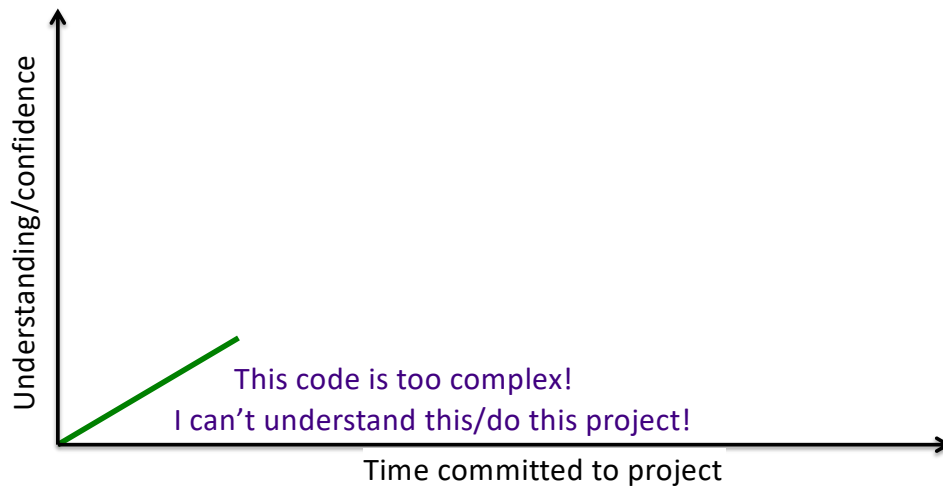 Understanding/confidence
This code is too complex!
I can’t understand this/do this project!
Time committed to project